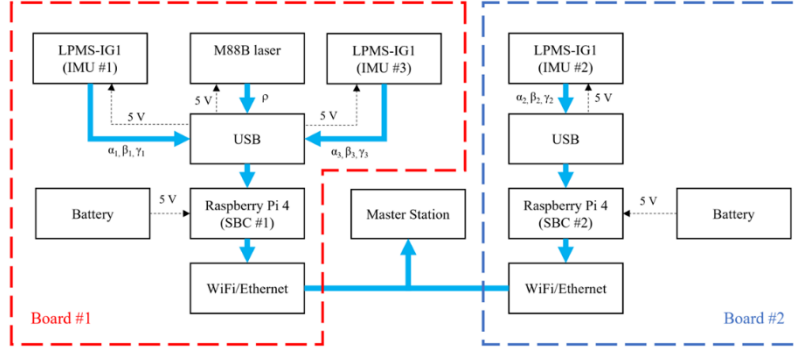 LPMS-IG1
(IMU #1)
M88B laser
LPMS-IG1
(IMU #3)
LPMS-IG1
(IMU #2)
5 V
5 V
ρ
5 V
α₂, β₂, γ₂
5 V
α₁, β₁, γ₁
USB
α₃, β₃, γ₃
USB
Battery
5 V
Raspberry Pi 4
(SBC #1)
Master Station
Raspberry Pi 4
(SBC #2)
5 V
Battery
WiFi/Ethernet
WiFi/Ethernet
Board #1
Board #2